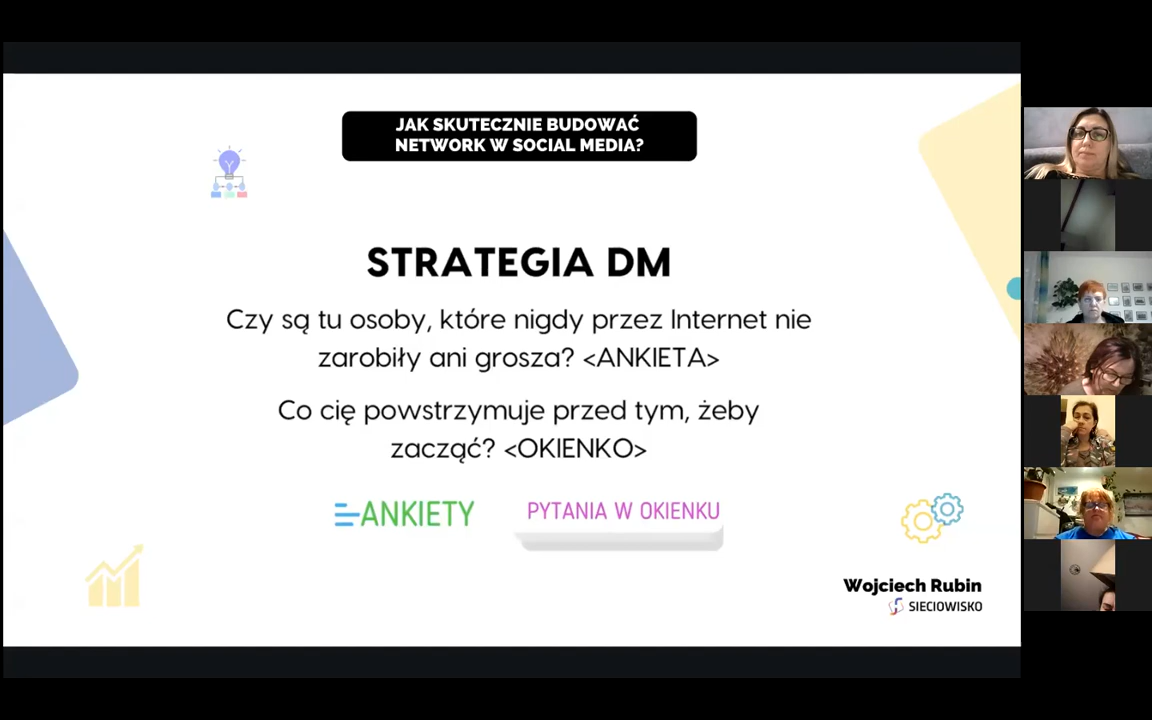 JAK SKUTECZNIE BUDOWAĆ
NETWORK W SOCIAL MEDIA?
STRATEGIA DM
Czy są tu osoby, które nigdy przez Internet nie
zarobiły ani grosza? <ANKIETA>
Co cię powstrzymuje przed tym, żeby
zacząć? <OKIENKO>
ANKIETY
PYTANIA W OKIENKU
Wojciech Rubin
SIECIOWISKO